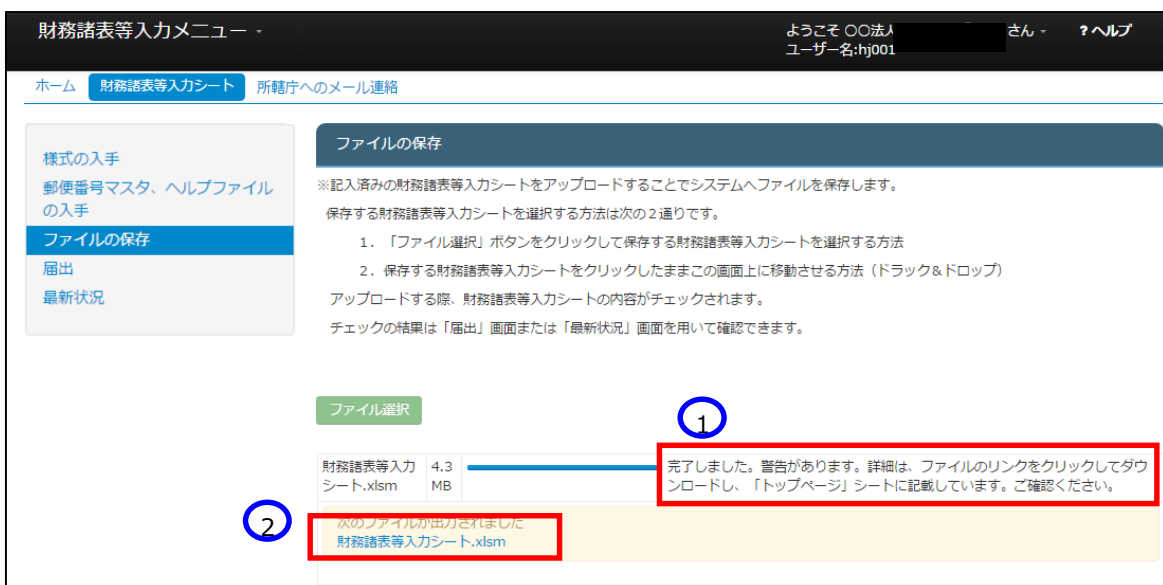 財務諸表等入力メニュー
ようこそ 〇〇法人 さん
? ヘルプ
ユーザー名:hj001
ホーム 財務諸表等入力シート 所轄庁へのメール連絡
様式の入手
郵便番号マスタ、ヘルプファイル
の入手
ファイルの保存
届出
最新状況
ファイルの保存
※記入済みの財務諸表等入力シートをアップロードすることでシステムへファイルを保存します。
保存する財務諸表等入力シートを選択する方法は次の2通りです。
1．「ファイル選択」ボタンをクリックして保存する財務諸表等入力シートを選択する方法
2．保存する財務諸表等入力シートをクリックしたままこの画面上に移動させる方法（ドラック＆ドロップ）
アップロードする際、財務諸表等入力シートの内容がチェックされます。
チェックの結果は「届出」画面または「最新状況」画面を用いて確認できます。
ファイル選択
1
財務諸表等入力
シート.xlsm
4.3
MB
完了しました。警告があります。詳細は、ファイルのリンクをクリックしてダウ
ンロードし、「トップページ」シートに記載しています。ご確認ください。
2
次のファイルが出力されました
財務諸表等入力シート.xlsm